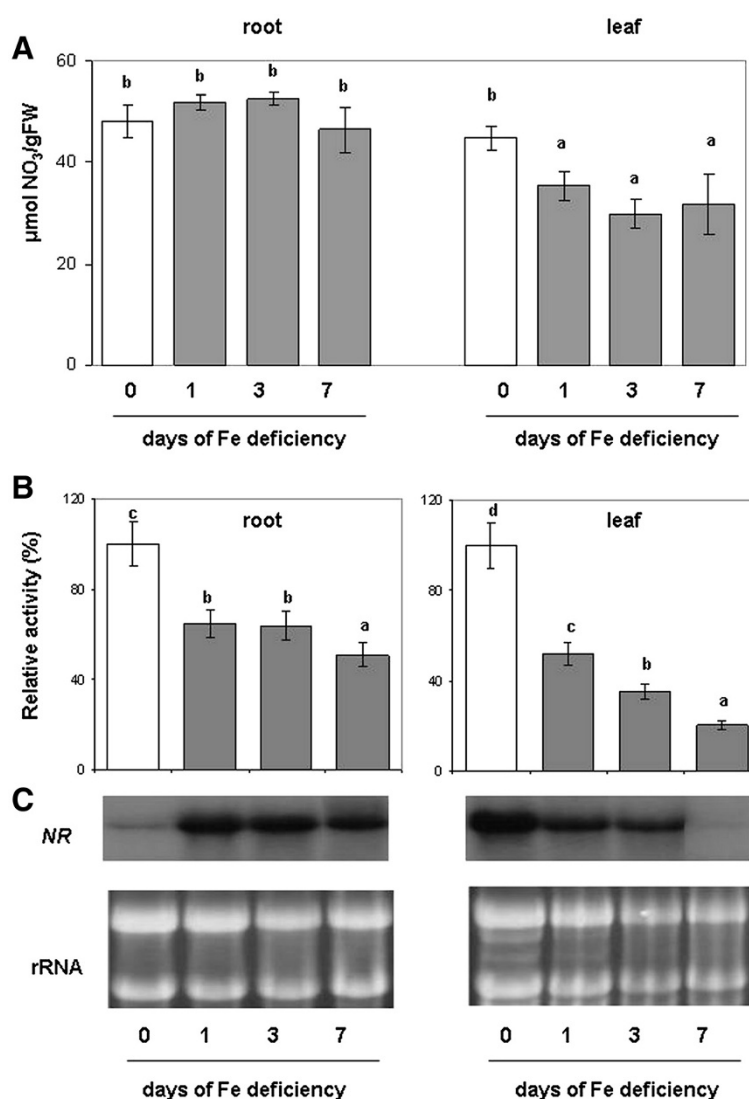 root leaf
A
60
b b b b b a a a
40
20
0
µmol NO3/gFW
0 1 3 7 0 1 3 7
days of Fe deficiency days of Fe deficiency
B
120 120
c root d leaf
80 80
b b a c b a
40 40
0 0
Relative activity (%)
C
NR
rRNA
0 1 3 7 0 1 3 7
days of Fe deficiency days of Fe deficiency